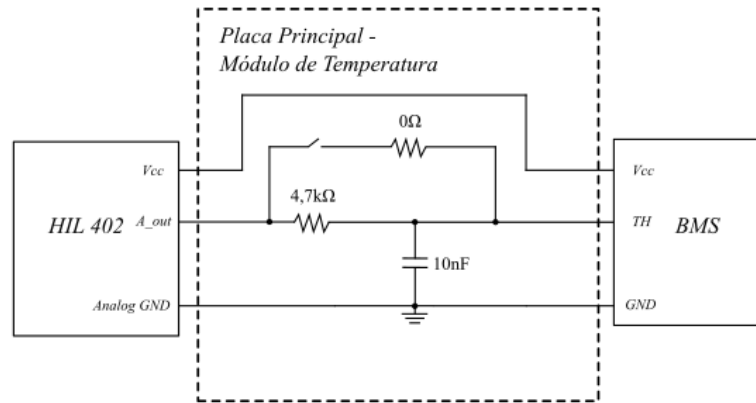 Placa Principal -
Módulo de Temperatura
0Ω
Vcc
Vcc
4,7kΩ
HIL 402
A_out
TH
BMS
10nF
Analog GND
GND